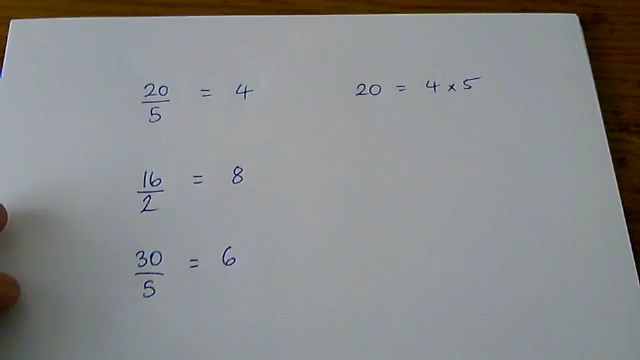 20/5 = 4    20 = 4 × 5
16/2 = 8
30/5 = 6